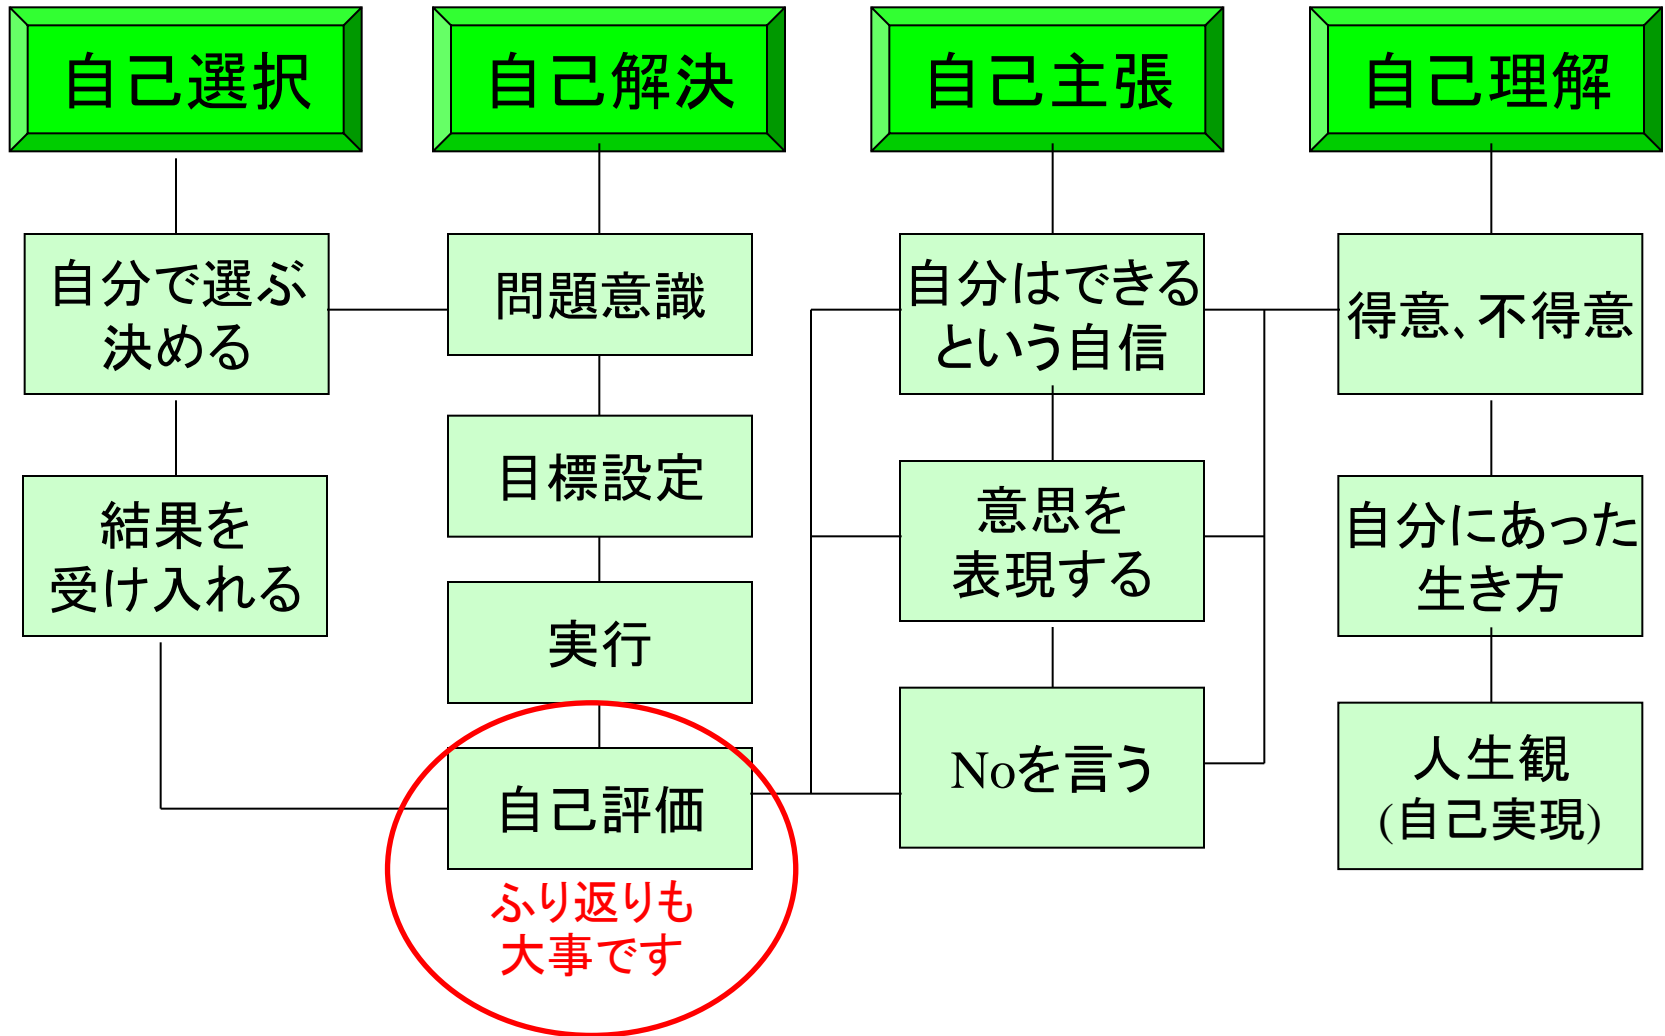 自己選択
自己解決
自己主張
自己理解
自分で選ぶ
決める
問題意識
自分はできる
という自信
得意、不得意
目標設定
結果を
受け入れる
意思を
表現する
自分にあった
生き方
実行
Noを言う
人生観
(自己実現)
自己評価
ふり返りも
大事です